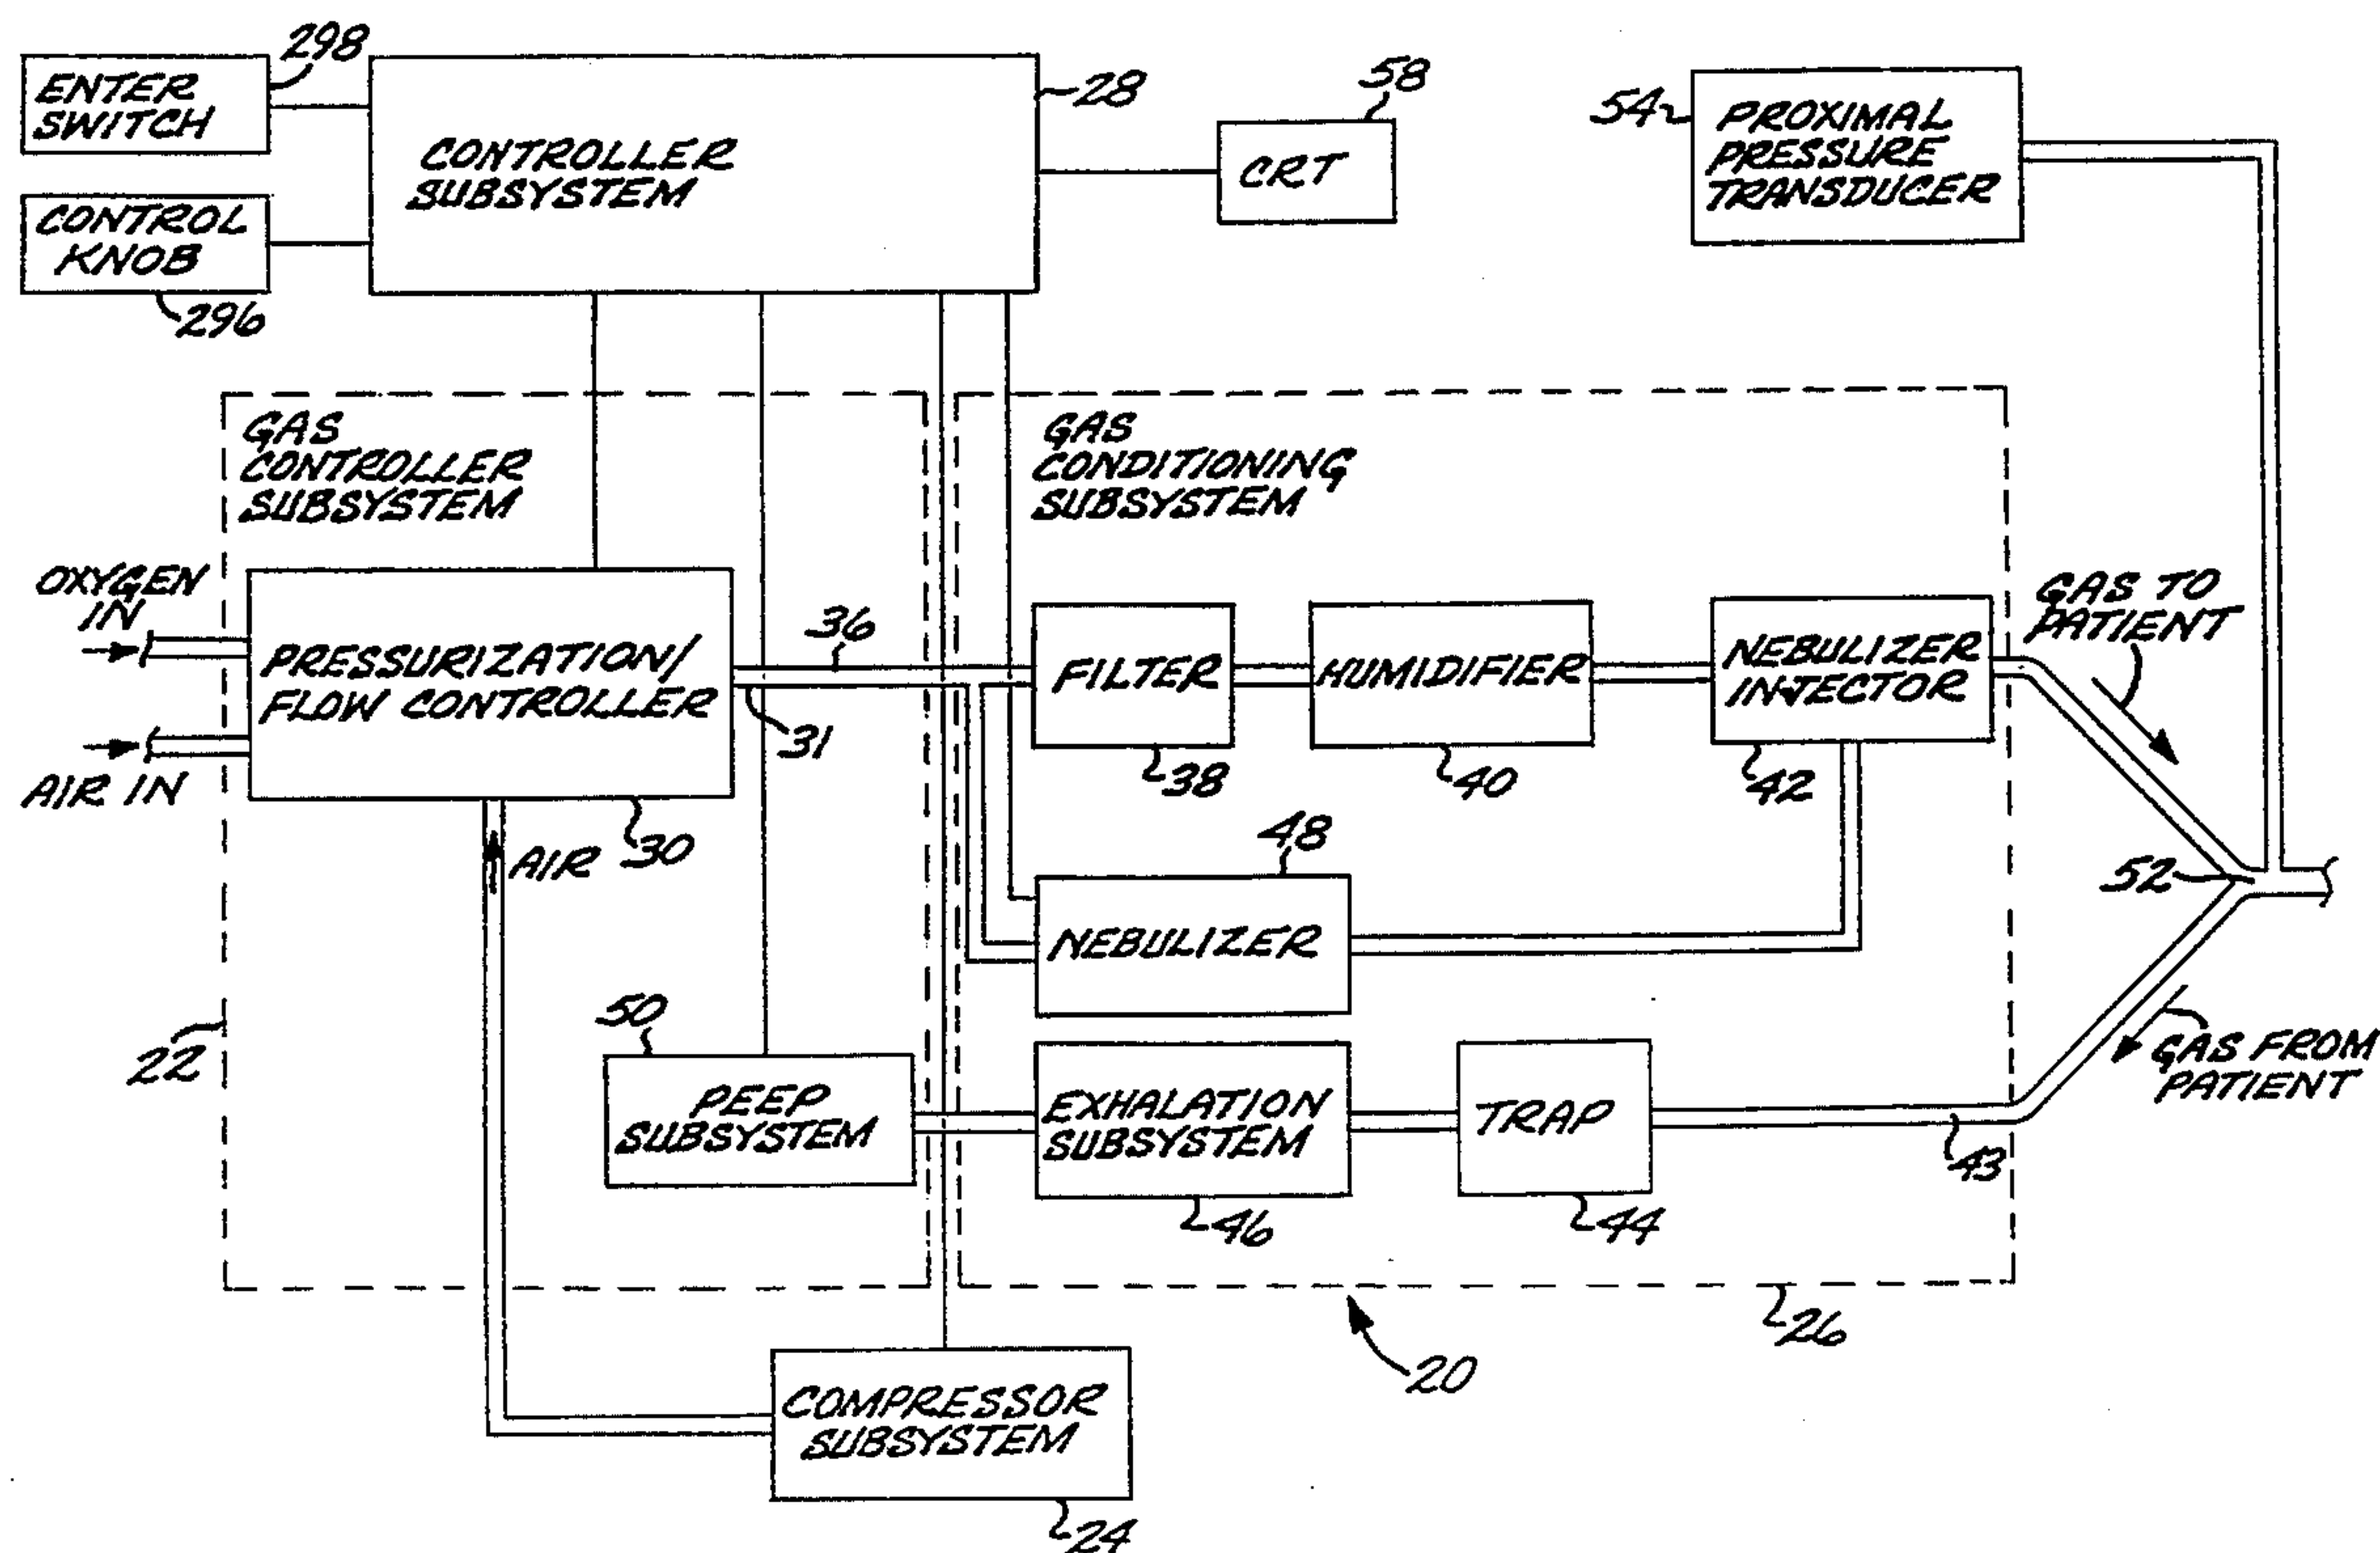 298
ENTER
SWITCH
CONTROL
KNOB
296
CONTROLLER
SUBSYSTEM
28
58
CRT
54
PROXIMAL
PRESSURE
TRANSDUCER
GAS
CONTROLLER
SUBSYSTEM
GAS
CONDITIONING
SUBSYSTEM
OXYGEN
IN
AIR IN
PRESSURIZATION/
FLOW CONTROLLER
30
AIR
36
31
FILTER
38
HUMIDIFIER
40
NEBULIZER
INJECTOR
42
GAS TO
PATIENT
48
NEBULIZER
52
22
50
PEEP
SUBSYSTEM
EXHALATION
SUBSYSTEM
46
TRAP
44
43
GAS FROM
PATIENT
26
20
COMPRESSOR
SUBSYSTEM
24